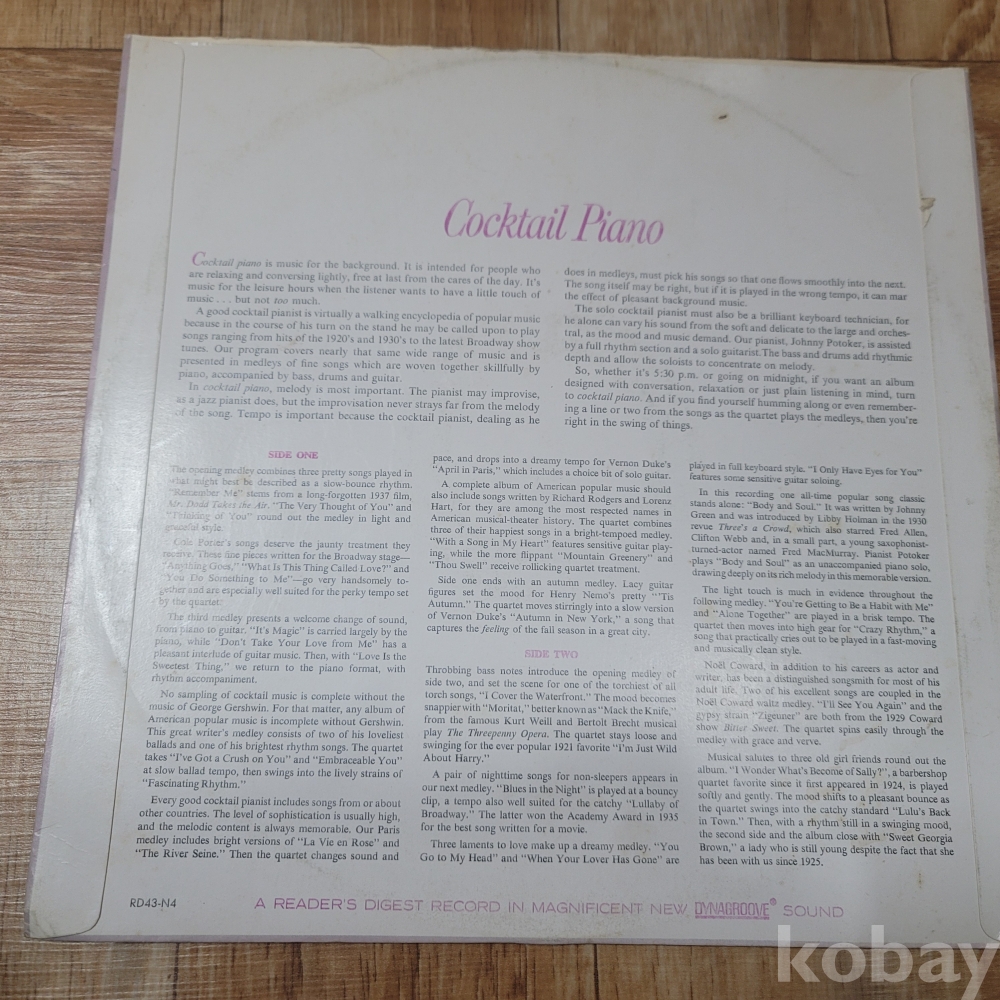 Cocktail Piano
Cocktail piano is music for the background. It is intended for people who
are relaxing and conversing lightly, free at last from the cares of the day. It's
music for the leisure hours when the listener wants to have a little touch of
music . . . but not too much.
A good cocktail pianist is virtually a walking encyclopedia of popular music
because in the course of his turn on the stand he may be called upon to play
songs ranging from hits of the 1920's and 1930's to the latest Broadway show
tunes. Our program covers nearly that same wide range of music and is
presented in medleys of fine songs which are woven together skillfully by
piano, accompanied by bass, drums and guitar.
In cocktail piano, melody is most important. The pianist may improvise,
as a jazz pianist does, but the improvisation never strays far from the melody
of the song. Tempo is important because the cocktail pianist, dealing as he
does in medleys, must pick his songs so that one flows smoothly into the next.
The song itself may be right, but if it is played in the wrong tempo, it can mar
the effect of pleasant background music.
The solo cocktail pianist must also be a brilliant keyboard technician, for
he alone can vary his sound from the soft and delicate to the large and orches-
tral, as the mood and music demand. Our pianist, Johnny Potoker, is assisted
by a full rhythm section and a solo guitarist. The bass and drums add rhythmic
depth and allow the soloists to concentrate on melody.
So, whether it's 5:30 p.m. or going on midnight, if you want an album
designed with conversation, relaxation or just plain listening in mind, turn
to cocktail piano. And if you find yourself humming along or even remember-
ing a line or two from the songs as the quartet plays the medleys, then you're
right in the swing of things.
SIDE ONE
The opening medley combines three pretty songs played in
what might best be described as a slow-bounce rhythm.
"Remember Me" stems from a long-forgotten 1937 film,
Mr. Dodd Takes the Air. "The Very Thought of You" and
"Thinking of You" round out the medley in light and
graceful style.
Cole Porter's songs deserve the jaunty treatment they
receive. These fine pieces written for the Broadway stage—
"Anything Goes," "What Is This Thing Called Love?" and
"You Do Something to Me"—go very handsomely to-
gether and are especially well suited for the perky tempo set
by the quartet.
The third medley presents a welcome change of sound,
from piano to guitar. "It's Magic" is carried largely by the
piano, while "Don't Take Your Love from Me" has a
pleasant interlude of guitar music. Then, with "Love Is the
Sweetest Thing," we return to the piano format, with
rhythm accompaniment.
No sampling of cocktail music is complete without the
music of George Gershwin. For that matter, any album of
American popular music is incomplete without Gershwin.
This great writer's medley consists of two of his loveliest
ballads and one of his brightest rhythm songs. The quartet
takes "I've Got a Crush on You" and "Embraceable You"
at slow ballad tempo, then swings into the lively strains of
"Fascinating Rhythm."
Every good cocktail pianist includes songs from or about
other countries. The level of sophistication is usually high,
and the melodic content is always memorable. Our Paris
medley includes bright versions of "La Vie en Rose" and
"The River Seine." Then the quartet changes sound and
pace, and drops into a dreamy tempo for Vernon Duke's
"April in Paris," which includes a choice bit of solo guitar.
A complete album of American popular music should
also include songs written by Richard Rodgers and Lorenz
Hart, for they are among the most respected names in
American musical-theater history. The quartet combines
three of their happiest songs in a bright-tempoed medley.
"With a Song in My Heart" features sensitive guitar play-
ing, while the more flippant "Mountain Greenery" and
"Thou Swell" receive rollicking quartet treatment.
Side one ends with an autumn medley. Lacy guitar
figures set the mood for Henry Nemo's pretty "'Tis
Autumn." The quartet moves stirringly into a slow version
of Vernon Duke's "Autumn in New York," a song that
captures the feeling of the fall season in a great city.
SIDE TWO
Throbbing bass notes introduce the opening medley of
side two, and set the scene for one of the torchiest of all
torch songs, "I Cover the Waterfront." The mood becomes
snappier with "Moritat," better known as "Mack the Knife,"
from the famous Kurt Weill and Bertolt Brecht musical
play The Threepenny Opera. The quartet stays loose and
swinging for the ever popular 1921 favorite "I'm Just Wild
About Harry."
A pair of nighttime songs for non-sleepers appears in
our next medley. "Blues in the Night" is played at a bouncy
clip, a tempo also well suited for the catchy "Lullaby of
Broadway." The latter won the Academy Award in 1935
for the best song written for a movie.
Three laments to love make up a dreamy medley. "You
Go to My Head" and "When Your Lover Has Gone" are
played in full keyboard style. "I Only Have Eyes for You"
features some sensitive guitar soloing.
In this recording one all-time popular song classic
stands alone: "Body and Soul." It was written by Johnny
Green and was introduced by Libby Holman in the 1930
revue Three's a Crowd, which also starred Fred Allen,
Clifton Webb and, in a small part, a young saxophonist-
turned-actor named Fred MacMurray. Pianist Potoker
plays "Body and Soul" as an unaccompanied piano solo,
drawing deeply on its rich melody in this memorable version.
The light touch is much in evidence throughout the
following medley. "You're Getting to Be a Habit with Me"
and "Alone Together" are played in a brisk tempo. The
quartet then moves into high gear for "Crazy Rhythm," a
song that practically cries out to be played in a fast-moving
and musically clean style.
Noël Coward, in addition to his careers as actor and
writer, has been a distinguished songsmith for most of his
adult life. Two of his excellent songs are coupled in the
Noël Coward waltz medley. "I'll See You Again" and the
gypsy strain "Zigeuner" are both from the 1929 Coward
show Bitter Sweet. The quartet spins easily through the
medley with grace and verve.
Musical salutes to three old girl friends round out the
album. "I Wonder What's Become of Sally?", a barbershop
quartet favorite since it first appeared in 1924, is played
softly and gently. The mood shifts to a pleasant bounce as
the quartet swings into the catchy standard "Lulu's Back
in Town." Then, with a rhythm still in a swinging mood,
the second side and the album close with "Sweet Georgia
Brown," a lady who is still young despite the fact that she
has been with us since 1925.
RD43-N4
A READER'S DIGEST RECORD IN MAGNIFICENT NEW DYNAGROOVE® SOUND
kobay